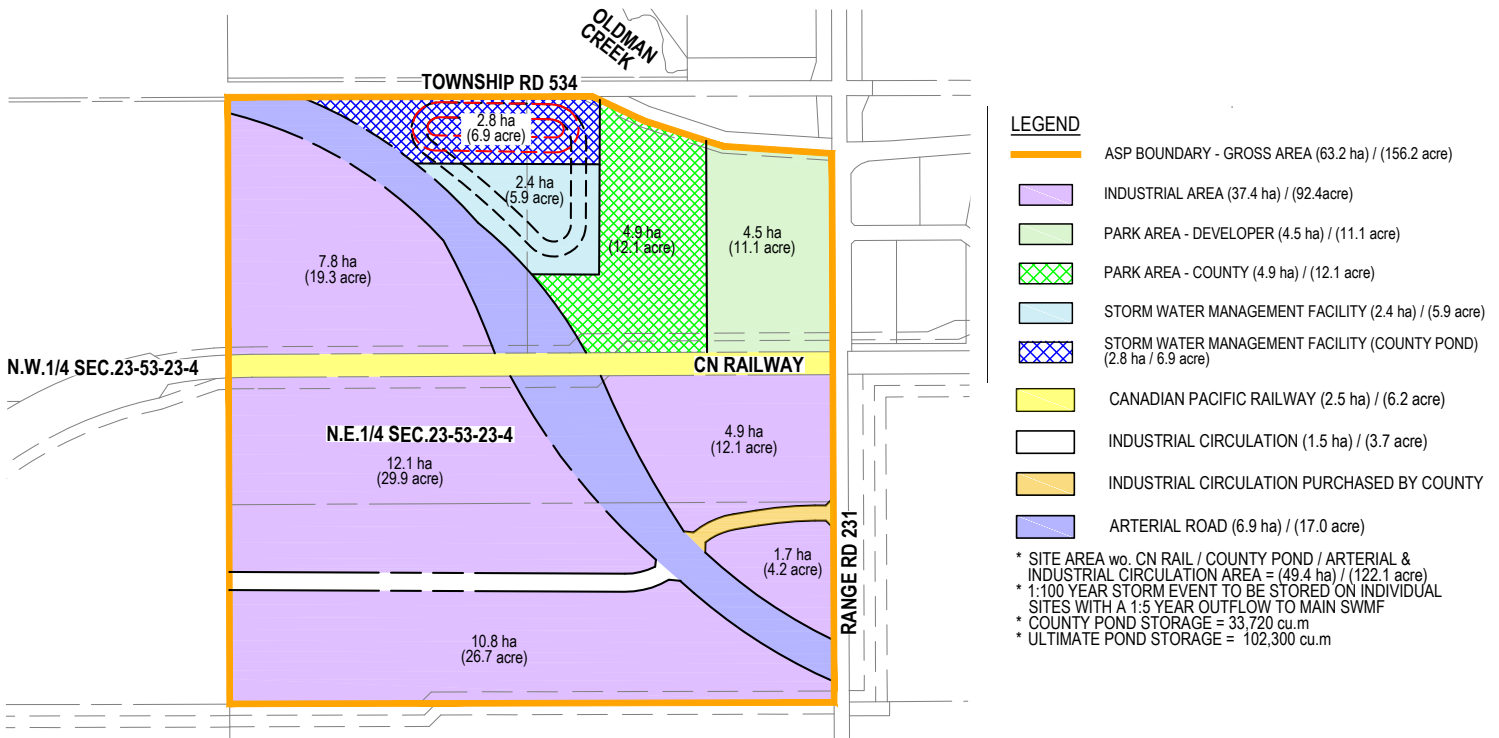 OLDMAN
CREEK
TOWNSHIP RD 534
2.8 ha
(6.9 acre)
2.4 ha
(5.9 acre)
4.9 ha
(12.1 acre)
4.5 ha
(11.1 acre)
7.8 ha
(19.3 acre)
N.W.1/4 SEC.23-53-23-4
CN RAILWAY
N.E.1/4 SEC.23-53-23-4
12.1 ha
(29.9 acre)
4.9 ha
(12.1 acre)
1.7 ha
(4.2 acre)
RANGE RD 231
10.8 ha
(26.7 acre)
LEGEND
ASP BOUNDARY - GROSS AREA (63.2 ha) / (156.2 acre)
INDUSTRIAL AREA (37.4 ha) / (92.4acre)
PARK AREA - DEVELOPER (4.5 ha) / (11.1 acre)
PARK AREA - COUNTY (4.9 ha) / (12.1 acre)
STORM WATER MANAGEMENT FACILITY (2.4 ha) / (5.9 acre)
STORM WATER MANAGEMENT FACILITY (COUNTY POND)
(2.8 ha / 6.9 acre)
CANADIAN PACIFIC RAILWAY (2.5 ha) / (6.2 acre)
INDUSTRIAL CIRCULATION (1.5 ha) / (3.7 acre)
INDUSTRIAL CIRCULATION PURCHASED BY COUNTY
ARTERIAL ROAD (6.9 ha) / (17.0 acre)
* SITE AREA wo. CN RAIL / COUNTY POND / ARTERIAL &
INDUSTRIAL CIRCULATION AREA = (49.4 ha) / (122.1 acre)
* 1:100 YEAR STORM EVENT TO BE STORED ON INDIVIDUAL
SITES WITH A 1:5 YEAR OUTFLOW TO MAIN SWMF
* COUNTY POND STORAGE = 33,720 cu.m
* ULTIMATE POND STORAGE = 102,300 cu.m